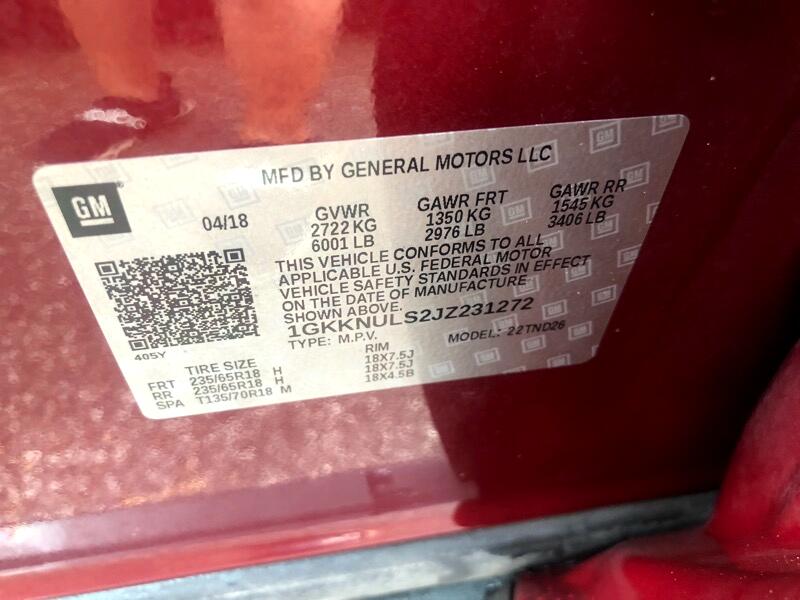 MFD BY GENERAL MOTORS LLC
GM
04/18
GVWR GAWR FRT GAWR RR
2722 KG 1350 KG 1545 KG
6001 LB 2976 LB 3406 LB
THIS VEHICLE CONFORMS TO ALL
APPLICABLE U.S. FEDERAL MOTOR
VEHICLE SAFETY STANDARDS IN EFFECT
ON THE DATE OF MANUFACTURE
SHOWN ABOVE.
1GKKNULS2JZ231272
TYPE: M.P.V. MODEL: 22TND26
405Y
TIRE SIZE RIM
FRT 235/65R18 H 18X7.5J
RR 235/65R18 H 18X7.5J
SPA T135/70R18 M 18X4.5B